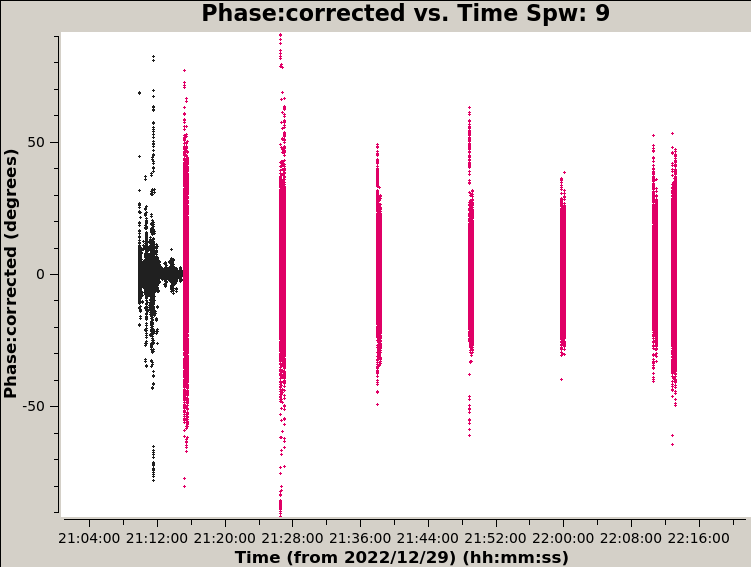 Phase:corrected vs. Time Spw: 9
Phase:corrected (degrees)
50
0
-50
21:04:00 21:12:00 21:20:00 21:28:00 21:36:00 21:44:00 21:52:00 22:00:00 22:08:00 22:16:00
Time (from 2022/12/29) (hh:mm:ss)